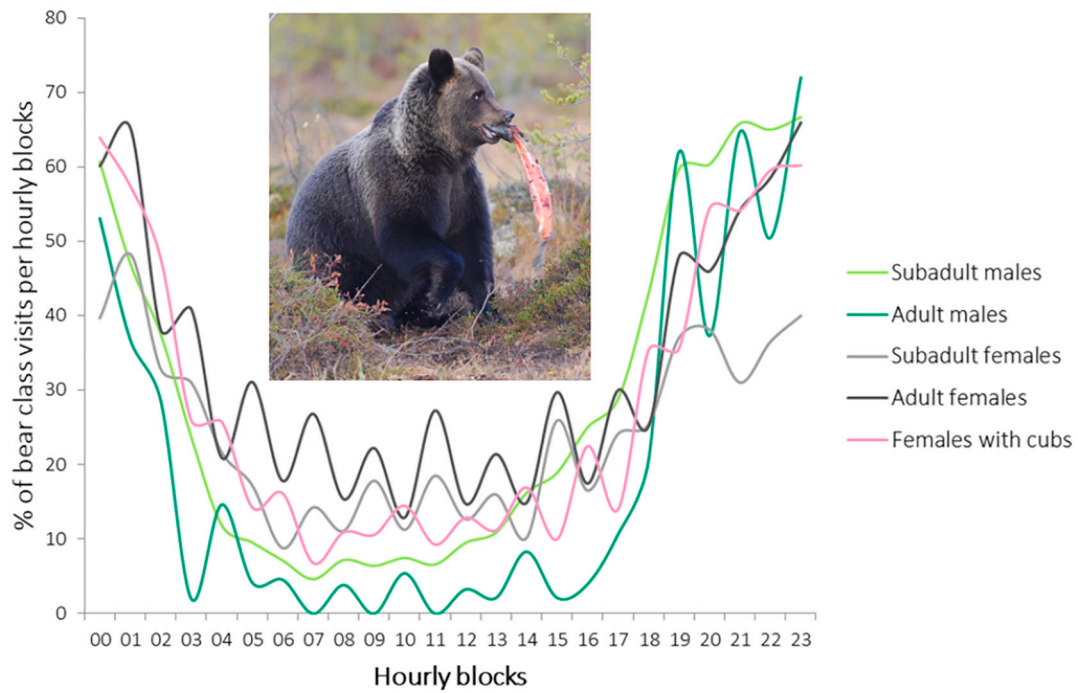 % of bear class visits per hourly blocks
80
70
60
50
40
30
20
10
0
00 01 02 03 04 05 06 07 08 09 10 11 12 13 14 15 16 17 18 19 20 21 22 23
Hourly blocks
Subadult males
Adult males
Subadult females
Adult females
Females with cubs